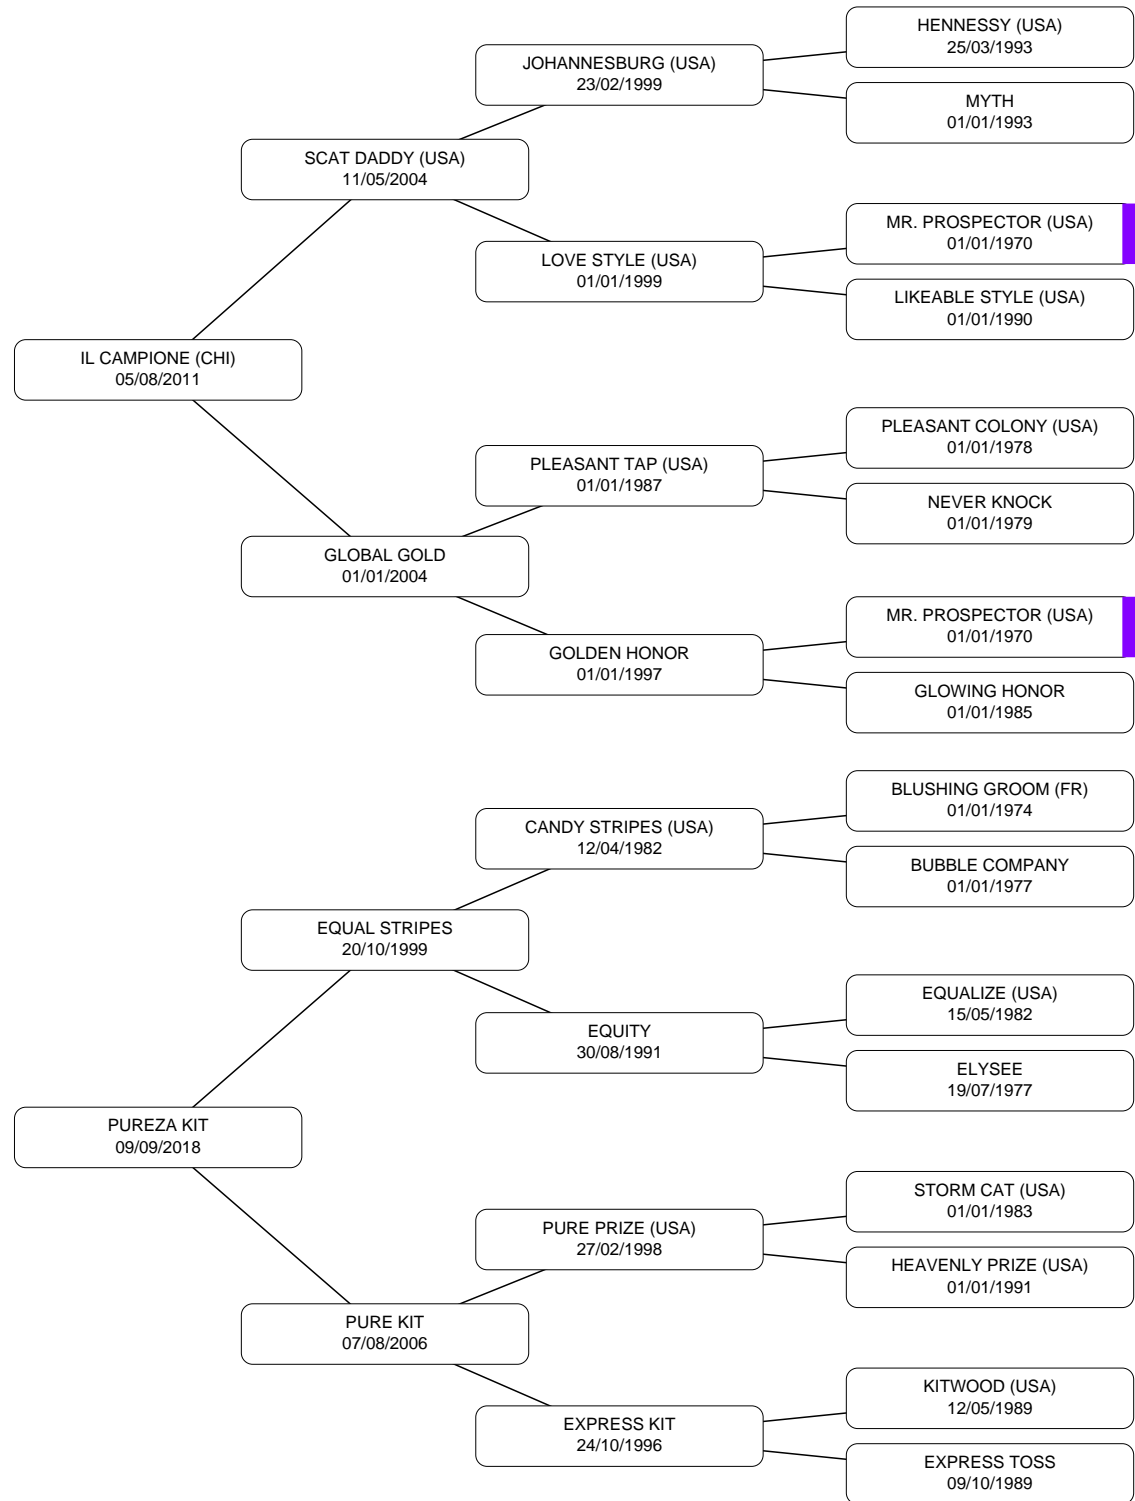 HENNESSY (USA)
25/03/1993
JOHANNESBURG (USA)
23/02/1999
MYTH
01/01/1993
SCAT DADDY (USA)
11/05/2004
MR. PROSPECTOR (USA)
01/01/1970
LOVE STYLE (USA)
01/01/1999
LIKEABLE STYLE (USA)
01/01/1990
IL CAMPIONE (CHI)
05/08/2011
PLEASANT COLONY (USA)
01/01/1978
PLEASANT TAP (USA)
01/01/1987
NEVER KNOCK
01/01/1979
GLOBAL GOLD
01/01/2004
MR. PROSPECTOR (USA)
01/01/1970
GOLDEN HONOR
01/01/1997
GLOWING HONOR
01/01/1985
BLUSHING GROOM (FR)
01/01/1974
CANDY STRIPES (USA)
12/04/1982
BUBBLE COMPANY
01/01/1977
EQUAL STRIPES
20/10/1999
EQUALIZE (USA)
15/05/1982
EQUITY
30/08/1991
ELYSEE
19/07/1977
PUREZA KIT
09/09/2018
STORM CAT (USA)
01/01/1983
PURE PRIZE (USA)
27/02/1998
HEAVENLY PRIZE (USA)
01/01/1991
PURE KIT
07/08/2006
KITWOOD (USA)
12/05/1989
EXPRESS KIT
24/10/1996
EXPRESS TOSS
09/10/1989